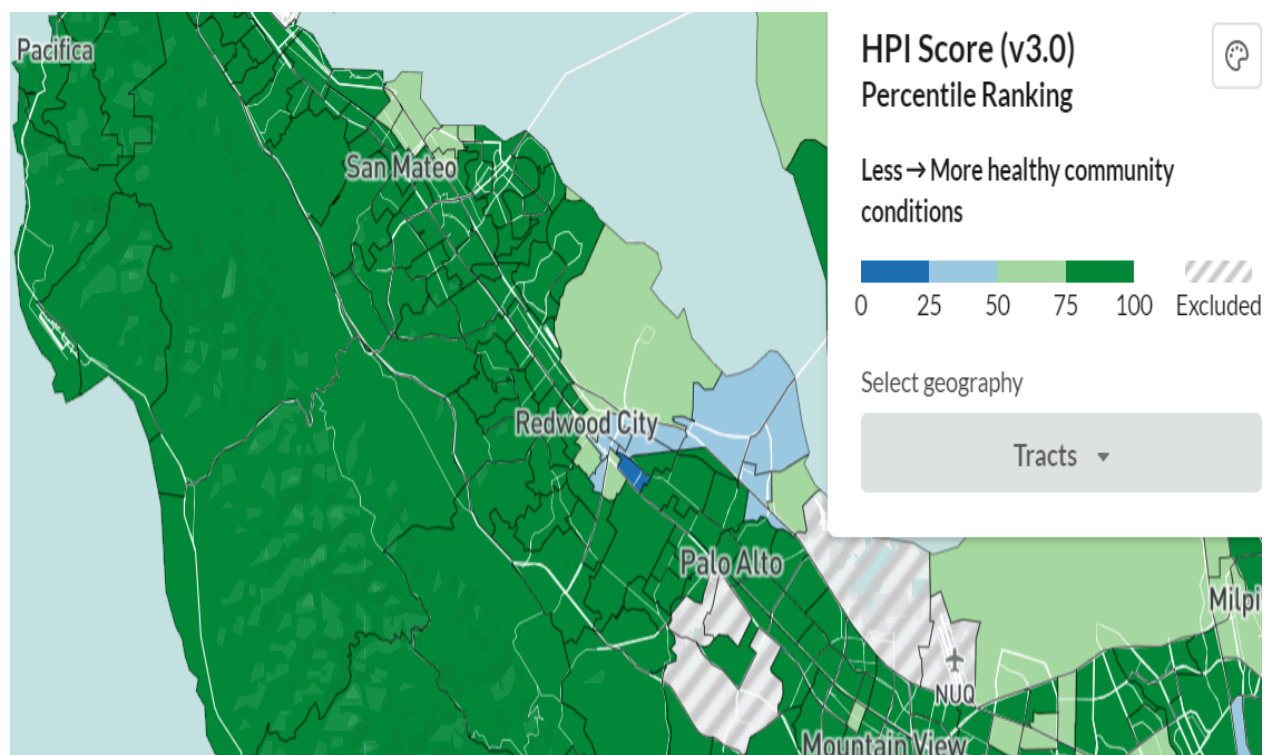 Pacifica
San Mateo
Redwood City
Palo Alto
NUQ
Mountain View
Milpi
HPI Score (v3.0)
Percentile Ranking
Less → More healthy community
conditions
0 25 50 75 100 Excluded
Select geography
Tracts